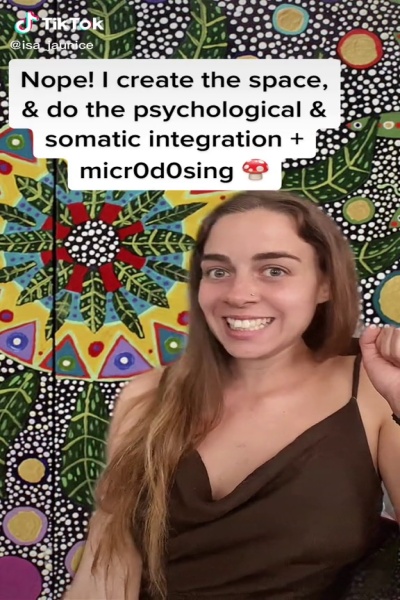 TikTok
@isa_laurice
Nope! I create the space,
& do the psychological &
somatic integration +
micr0d0sing 🍄